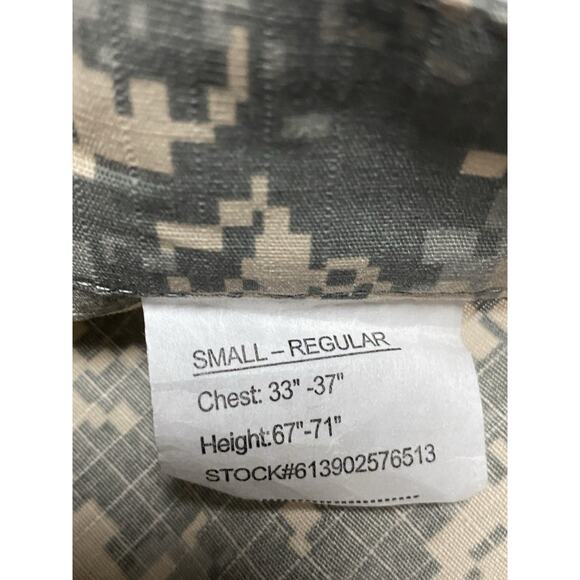 SMALL – REGULAR
Chest: 33" -37"
Height:67"-71"
STOCK#613902576513